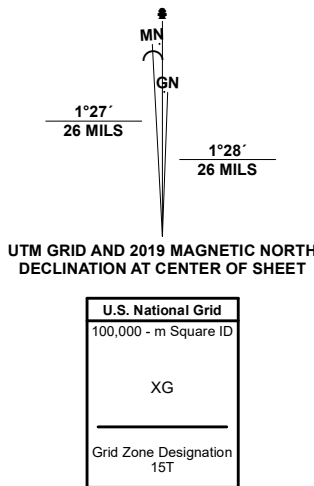 MN
GN
1°27´
26 MILS
1°28´
26 MILS
UTM GRID AND 2019 MAGNETIC NORTH
DECLINATION AT CENTER OF SHEET
U.S. National Grid
100,000 - m Square ID
XG
Grid Zone Designation
15T